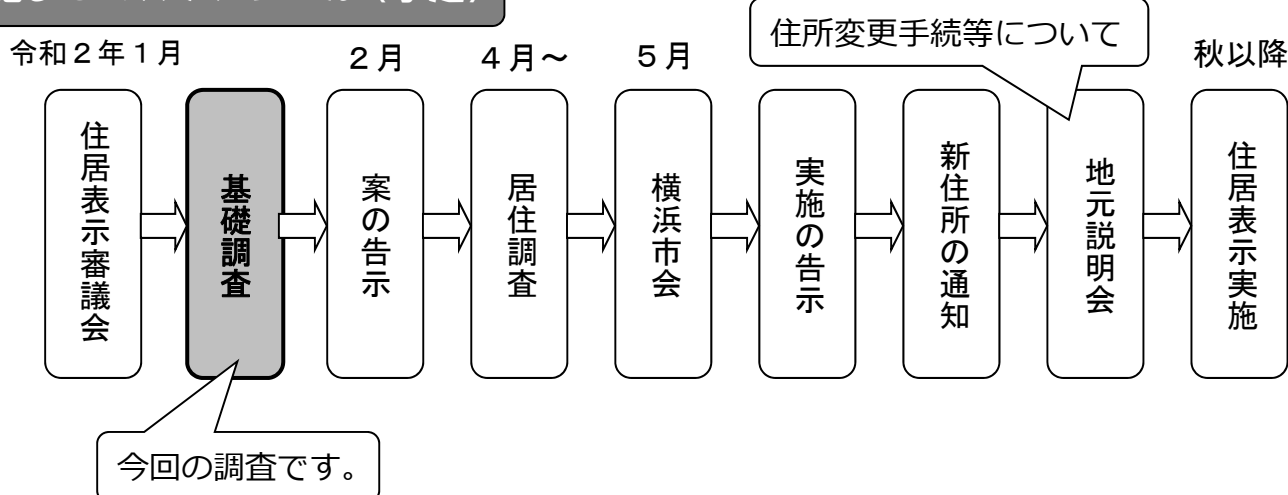 住所変更手続等について
令和２年１月
２月
４月～
５月
秋以降
住居表示審議会
基礎調査
案の告示
居住調査
横浜市会
実施の告示
新住所の通知
地元説明会
住居表示実施
今回の調査です。